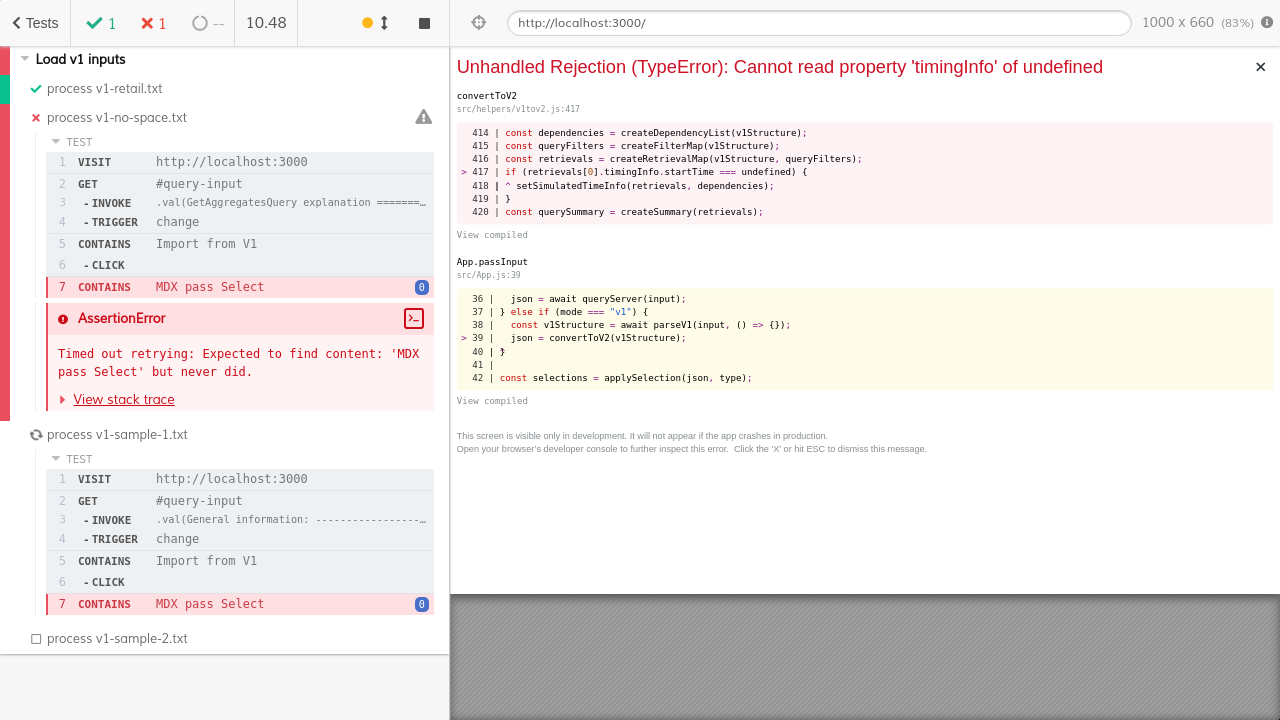 Tests
1
1
--
10.48
Load v1 inputs
process v1-retail.txt
process v1-no-space.txt
TEST
1 VISIT http://localhost:3000
2 GET #query-input
3 - INVOKE .val(GetAggregatesQuery explanation =======…
4 - TRIGGER change
5 CONTAINS Import from V1
6 - CLICK
7 CONTAINS MDX pass Select 0
AssertionError
Timed out retrying: Expected to find content: 'MDX
pass Select' but never did.
View stack trace
process v1-sample-1.txt
TEST
1 VISIT http://localhost:3000
2 GET #query-input
3 - INVOKE .val(General information: -----------------…
4 - TRIGGER change
5 CONTAINS Import from V1
6 - CLICK
7 CONTAINS MDX pass Select 0
process v1-sample-2.txt
http://localhost:3000/
1000 x 660 (83%)
Unhandled Rejection (TypeError): Cannot read property 'timingInfo' of undefined
convertToV2
src/helpers/v1tov2.js:417
414 | const dependencies = createDependencyList(v1Structure);
415 | const queryFilters = createFilterMap(v1Structure);
416 | const retrievals = createRetrievalMap(v1Structure, queryFilters);
> 417 | if (retrievals[0].timingInfo.startTime === undefined) {
418 | ^ setSimulatedTimeInfo(retrievals, dependencies);
419 | }
420 | const querySummary = createSummary(retrievals);
View compiled
App.passInput
src/App.js:39
36 | json = await queryServer(input);
37 | } else if (mode === "v1") {
38 | const v1Structure = await parseV1(input, () => {});
> 39 | json = convertToV2(v1Structure);
40 | }
41 |
42 | const selections = applySelection(json, type);
View compiled
This screen is visible only in development. It will not appear if the app crashes in production.
Open your browser's developer console to further inspect this error. Click the 'X' or hit ESC to dismiss this message.